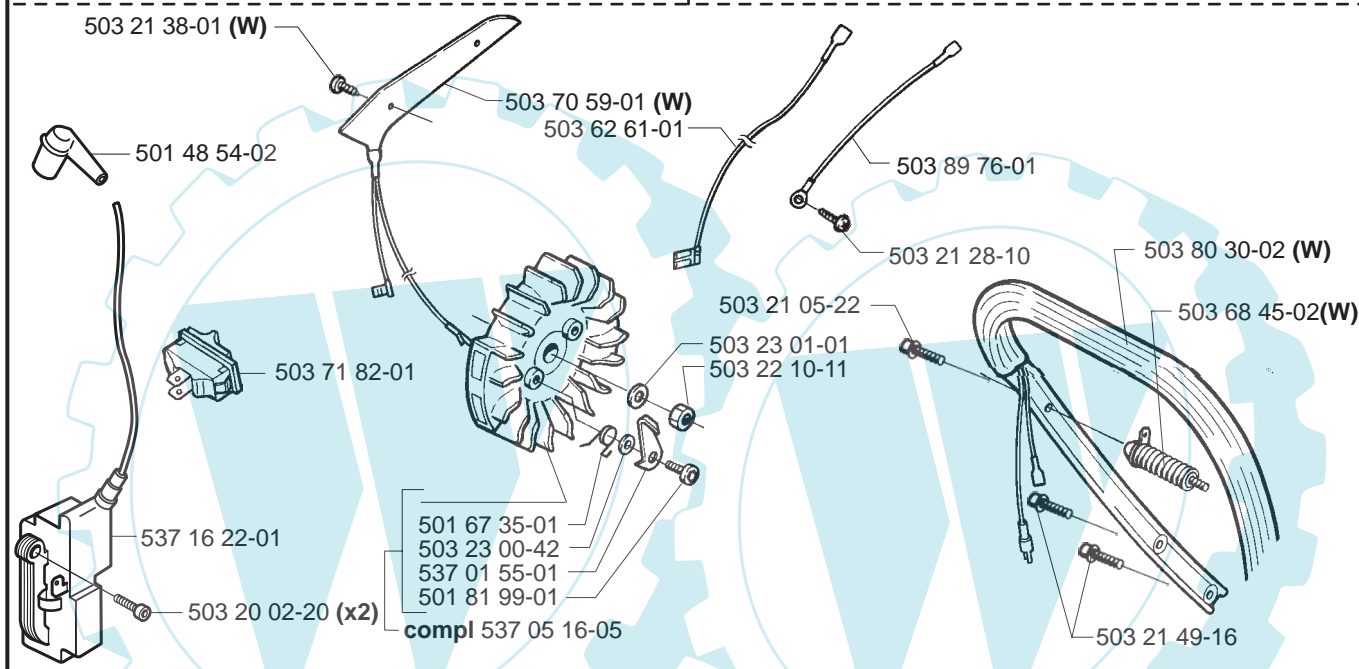 503 21 38-01 (W)
503 70 59-01 (W)
503 62 61-01
501 48 54-02
503 89 76-01
503 21 28-10
503 80 30-02 (W)
503 21 05-22
503 68 45-02(W)
503 23 01-01
503 22 10-11
503 71 82-01
501 67 35-01
503 23 00-42
537 01 55-01
501 81 99-01
compl 537 05 16-05
537 16 22-01
503 20 02-20 (x2)
503 21 49-16